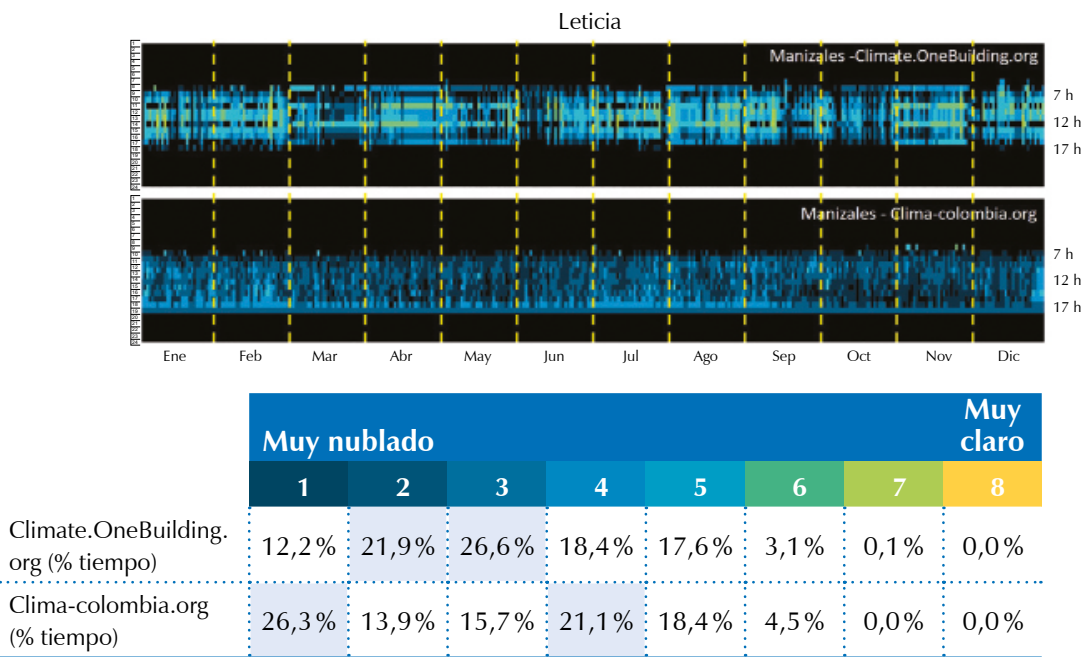 Leticia
Manizales -Climate.OneBuilding.org
7 h
12 h
17 h
Manizales - Clima-colombia.org
7 h
12 h
17 h
Ene Feb Mar Abr May Jun Jul Ago Sep Oct Nov Dic
Muy nublado Muy
claro
1 2 3 4 5 6 7 8
Climate.OneBuilding.
org (% tiempo)
12,2% 21,9% 26,6% 18,4% 17,6% 3,1% 0,1% 0,0%
Clima-colombia.org
(% tiempo)
26,3% 13,9% 15,7% 21,1% 18,4% 4,5% 0,0% 0,0%